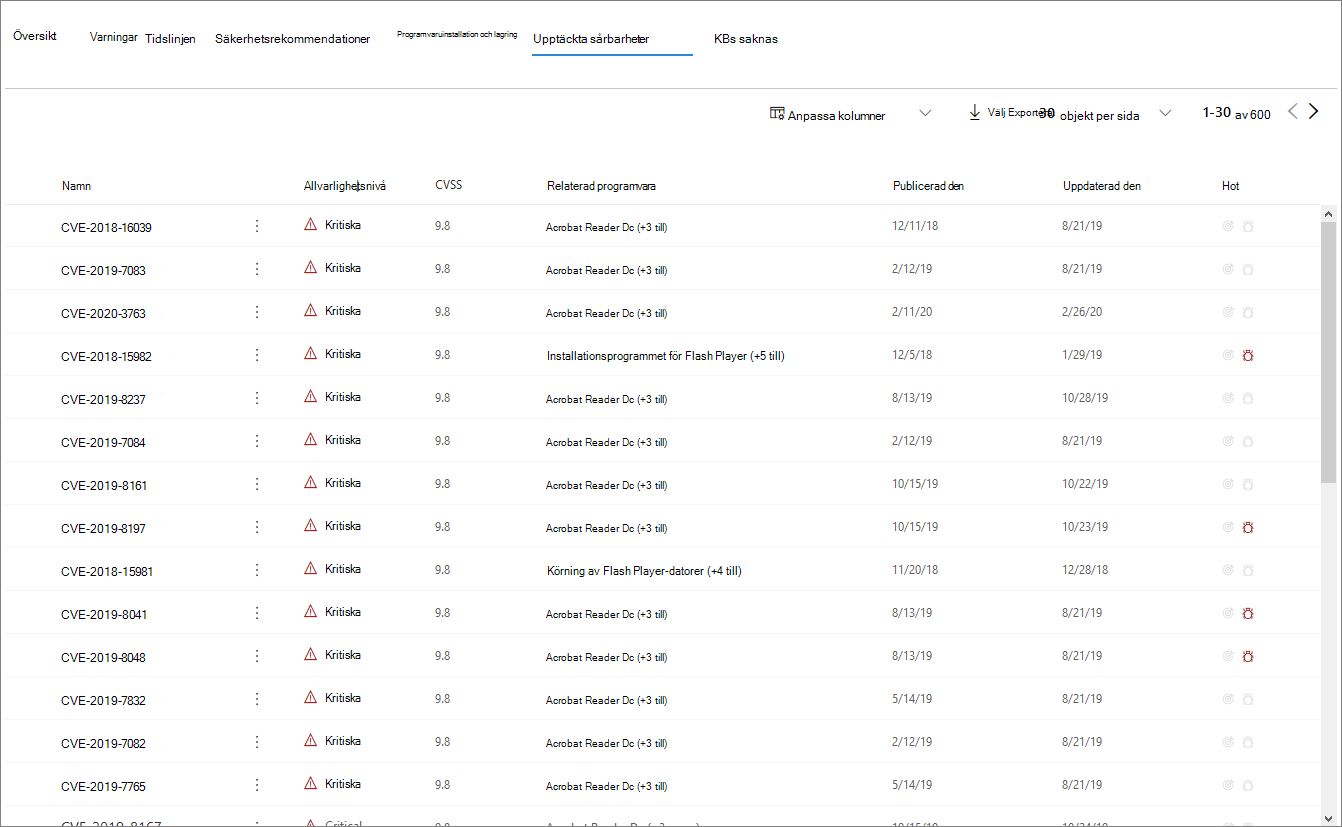 Översikt Varningar Tidslinjen Säkerhetsrekommendationer Programvaruinstallation och lagring Upptäckta sårbarheter KBs saknas
Anpassa kolumner Välj Exportera 30 objekt per sida 1-30 av 600
Namn Allvarlighetsnivå CVSS Relaterad programvara Publicerad den Uppdaterad den Hot
CVE-2018-16039 Kritiska 9.8 Acrobat Reader Dc (+3 till) 12/11/18 8/21/19
CVE-2019-7083 Kritiska 9.8 Acrobat Reader Dc (+3 till) 2/12/19 8/21/19
CVE-2020-3763 Kritiska 9.8 Acrobat Reader Dc (+3 till) 2/11/20 2/26/20
CVE-2018-15982 Kritiska 9.8 Installationsprogrammet för Flash Player (+5 till) 12/5/18 1/29/19
CVE-2019-8237 Kritiska 9.8 Acrobat Reader Dc (+3 till) 8/13/19 10/28/19
CVE-2019-7084 Kritiska 9.8 Acrobat Reader Dc (+3 till) 2/12/19 8/21/19
CVE-2019-8161 Kritiska 9.8 Acrobat Reader Dc (+3 till) 10/15/19 10/22/19
CVE-2019-8197 Kritiska 9.8 Acrobat Reader Dc (+3 till) 10/15/19 10/23/19
CVE-2018-15981 Kritiska 9.8 Körning av Flash Player-datorer (+4 till) 11/20/18 12/28/18
CVE-2019-8041 Kritiska 9.8 Acrobat Reader Dc (+3 till) 8/13/19 8/21/19
CVE-2019-8048 Kritiska 9.8 Acrobat Reader Dc (+3 till) 8/13/19 8/21/19
CVE-2019-7832 Kritiska 9.8 Acrobat Reader Dc (+3 till) 5/14/19 8/21/19
CVE-2019-7082 Kritiska 9.8 Acrobat Reader Dc (+3 till) 2/12/19 8/21/19
CVE-2019-7765 Kritiska 9.8 Acrobat Reader Dc (+3 till) 5/14/19 8/21/19
CVE-2019-8167 Critical 9.8 Acrobat Reader Dc 10/15/19 10/24/19